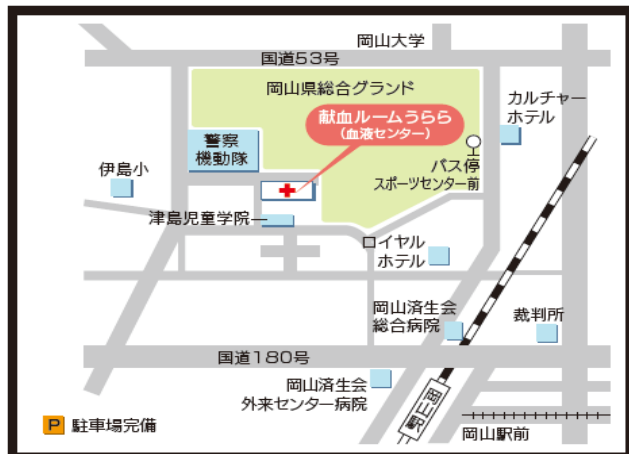 岡山大学
国道53号
岡山県総合グランド
カルチャー
ホテル
献血ルームうらら
(血液センター)
警察
機動隊
伊島小
バス停
スポーツセンター前
津島児童学院
ロイヤル
ホテル
岡山済生会
総合病院
裁判所
国道180号
岡山済生会
外来センター病院
岡山駅
P 駐車場完備
岡山駅前